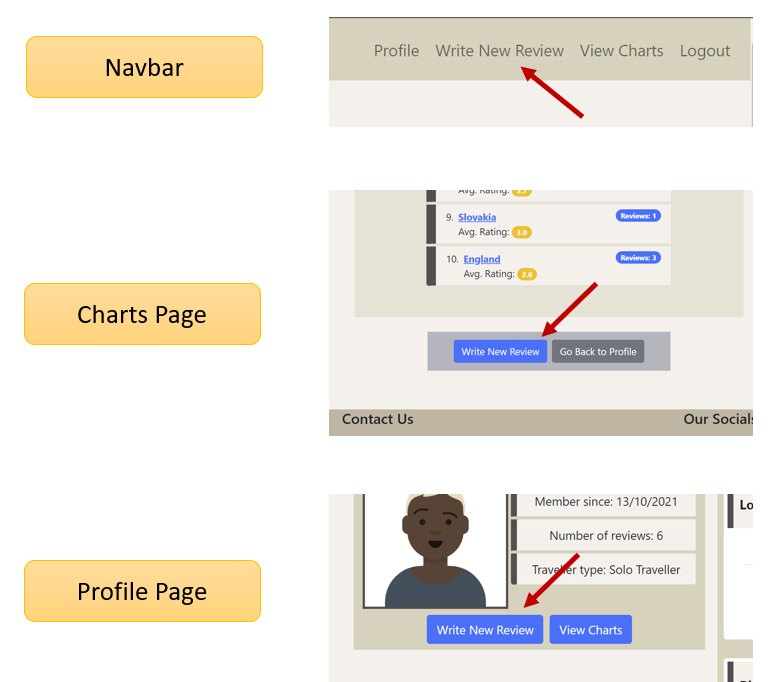 Navbar
Profile Write New Review View Charts Logout
Avg. Rating:
9. Slovakia Reviews: 1
Avg. Rating: 3.0
10. England Reviews: 3
Avg. Rating: 2.6
Charts Page
Write New Review Go Back to Profile
Contact Us Our Socials
Member since: 13/10/2021
Number of reviews: 6
Traveller type: Solo Traveller
Profile Page
Write New Review View Charts